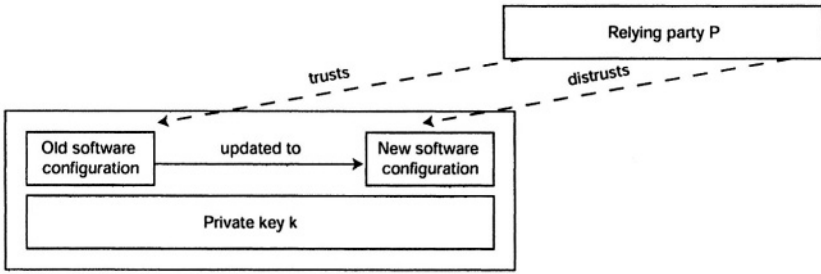 Relying party P
trusts
distrusts
Old software
configuration
updated to
New software
configuration
Private key k